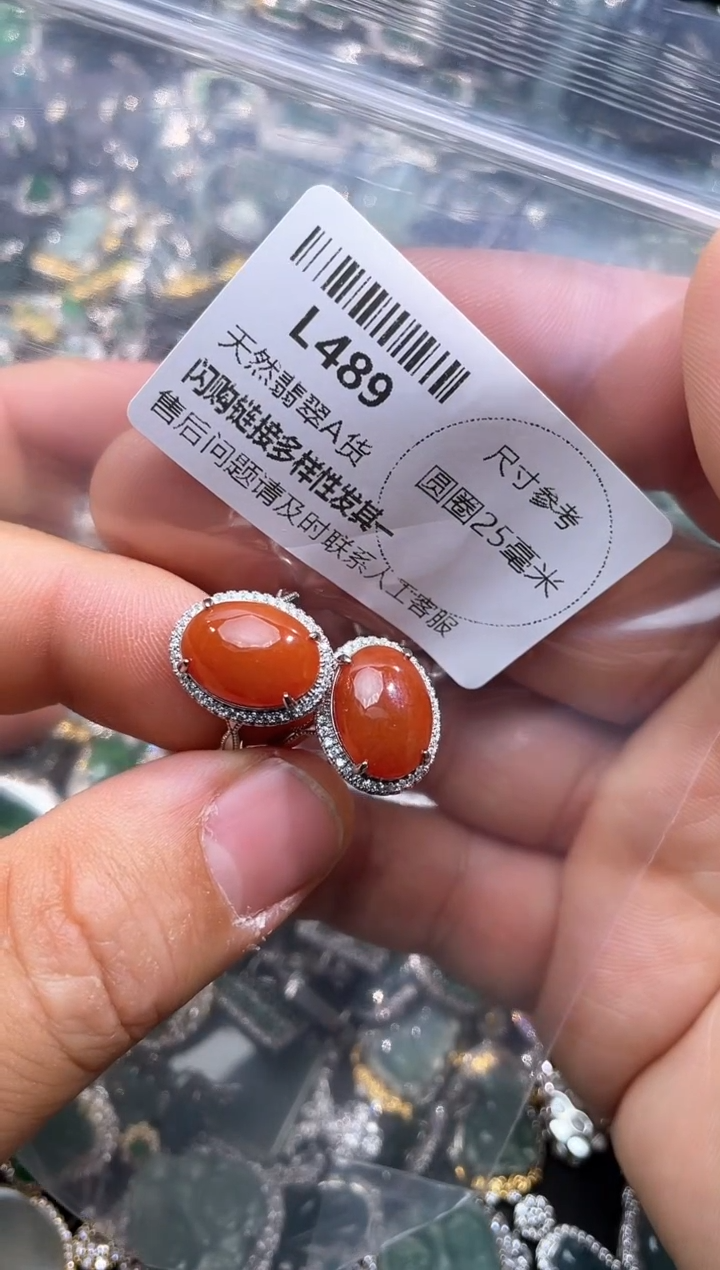 L489
天然翡翠A货
闪购链接多样性发其一
售后问题请及时联系人工客服
尺寸参考
圆圈25毫米